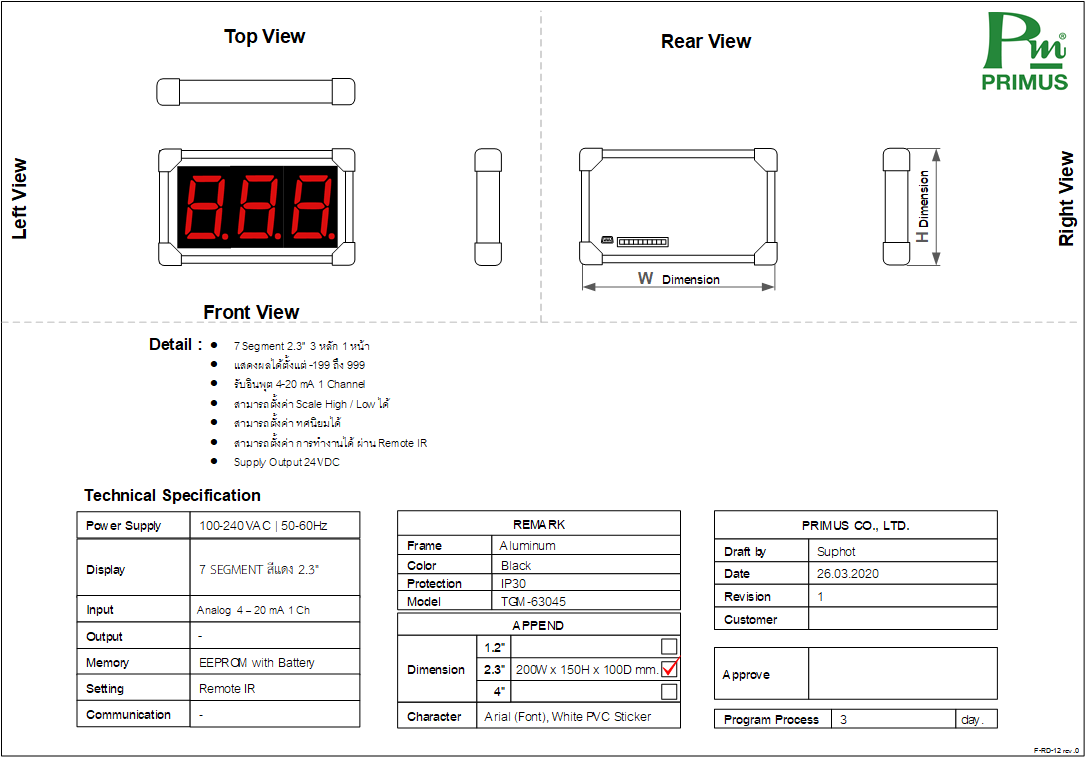 Top View
Rear View
Pm®
PRIMUS
Left View
8.8.8.
H Dimension
Right View
W Dimension
Front View
Detail :
• 7 Segment 2.3" 3 หลัก 1 หน้า
• แสดงผลได้ตั้งแต่ -199 ถึง 999
• รับอินพุต 4-20 mA 1 Channel
• สามารถตั้งค่า Scale High / Low ได้
• สามารถตั้งค่า ทศนิยมได้
• สามารถตั้งค่า การทำงานได้ ผ่าน Remote IR
• Supply Output 24VDC
Technical Specification
Power Supply 100-240 VAC | 50-60Hz
Display 7 SEGMENT สีแดง 2.3"
Input Analog 4 – 20 mA 1 Ch
Output -
Memory EEPROM with Battery
Setting Remote IR
Communication -
REMARK
Frame Aluminum
Color Black
Protection IP30
Model TGM-63045
APPEND
Dimension
1.2"
2.3" 200W x 150H x 100D mm.
4"
Character Arial (Font), White PVC Sticker
PRIMUS CO., LTD.
Draft by Suphot
Date 26.03.2020
Revision 1
Customer
Approve
Program Process 3 day.
F-RD-12 rev.0